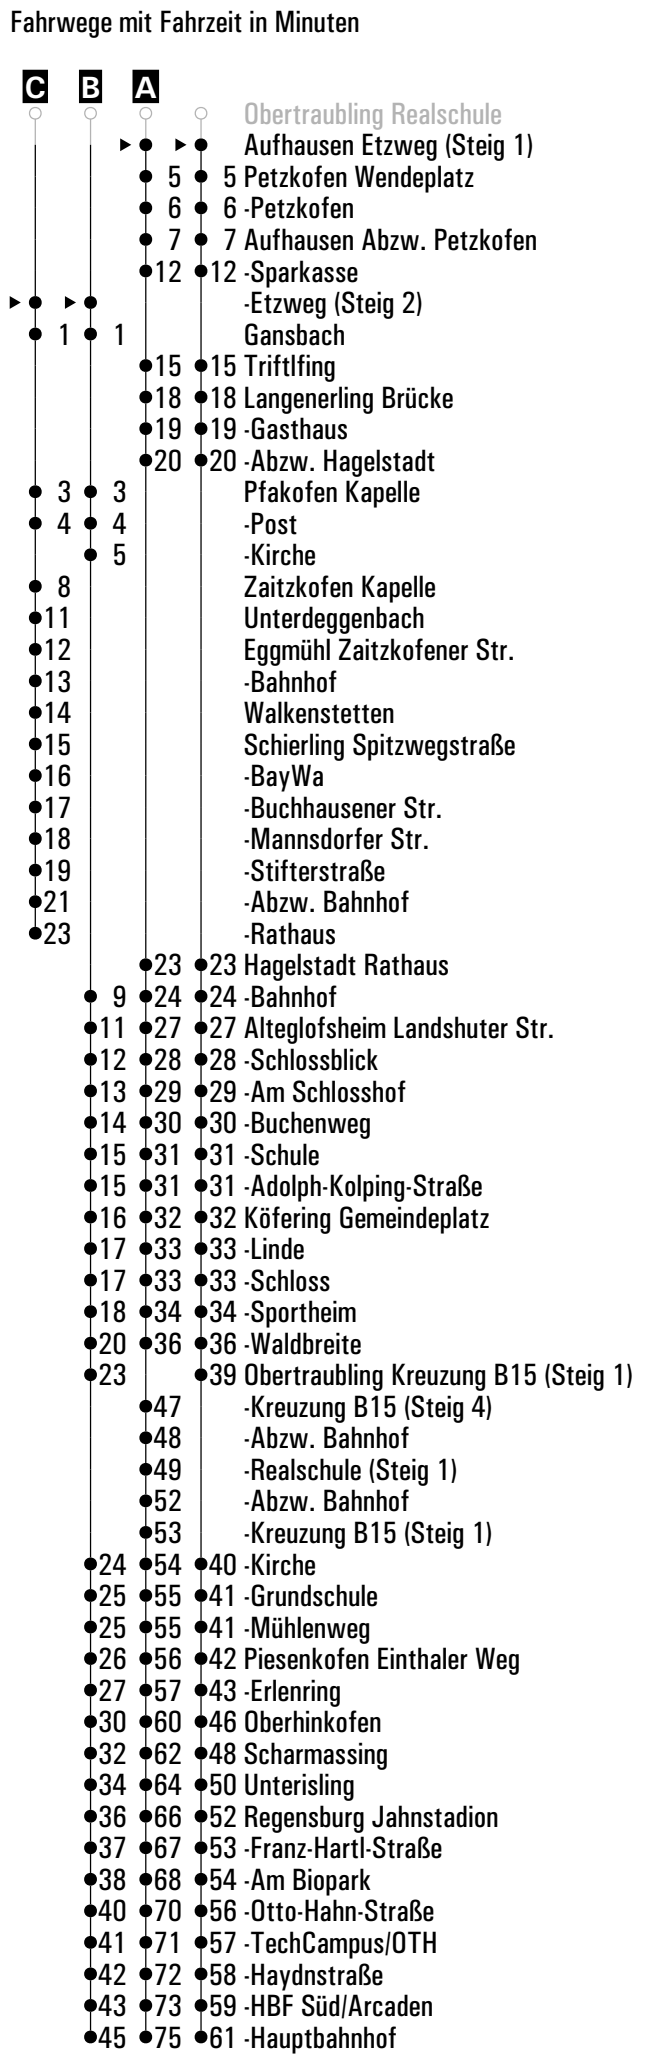 Fahrwege mit Fahrzeit in Minuten
C B A
Obertraubling Realschule
Aufhausen Etzweg (Steig 1)
5 5 Petzkofen Wendeplatz
6 6 -Petzkofen
7 7 Aufhausen Abzw. Petzkofen
12 12 -Sparkasse
-Etzweg (Steig 2)
1 1 Gansbach
15 15 Triftlfing
18 18 Langenerling Brücke
19 19 -Gasthaus
20 20 -Abzw. Hagelstadt
3 3 Pfakofen Kapelle
4 4 -Post
5 -Kirche
8 Zaitzkofen Kapelle
11 Unterdeggenbach
12 Eggmühl Zaitzkofener Str.
13 -Bahnhof
14 Walkenstetten
15 Schierling Spitzwegstraße
16 -BayWa
17 -Buchhausener Str.
18 -Mannsdorfer Str.
19 -Stifterstraße
21 -Abzw. Bahnhof
23 -Rathaus
23 23 Hagelstadt Rathaus
9 24 24 -Bahnhof
11 27 27 Alteglofsheim Landshuter Str.
12 28 28 -Schlossblick
13 29 29 -Am Schlosshof
14 30 30 -Buchenweg
15 31 31 -Schule
15 31 31 -Adolph-Kolping-Straße
16 32 32 Köfering Gemeindeplatz
17 33 33 -Linde
17 33 33 -Schloss
18 34 34 -Sportheim
20 36 36 -Waldbreite
23 39 Obertraubling Kreuzung B15 (Steig 1)
47 -Kreuzung B15 (Steig 4)
48 -Abzw. Bahnhof
49 -Realschule (Steig 1)
52 -Abzw. Bahnhof
53 -Kreuzung B15 (Steig 1)
24 54 40 -Kirche
25 55 41 -Grundschule
25 55 41 -Mühlenweg
26 56 42 Piesenkofen Einthaler Weg
27 57 43 -Erlenring
30 60 46 Oberhinkofen
32 62 48 Scharmassing
34 64 50 Unterisling
36 66 52 Regensburg Jahnstadion
37 67 53 -Franz-Hartl-Straße
38 68 54 -Am Biopark
40 70 56 -Otto-Hahn-Straße
41 71 57 -TechCampus/OTH
42 72 58 -Haydnstraße
43 73 59 -HBF Süd/Arcaden
45 75 61 -Hauptbahnhof